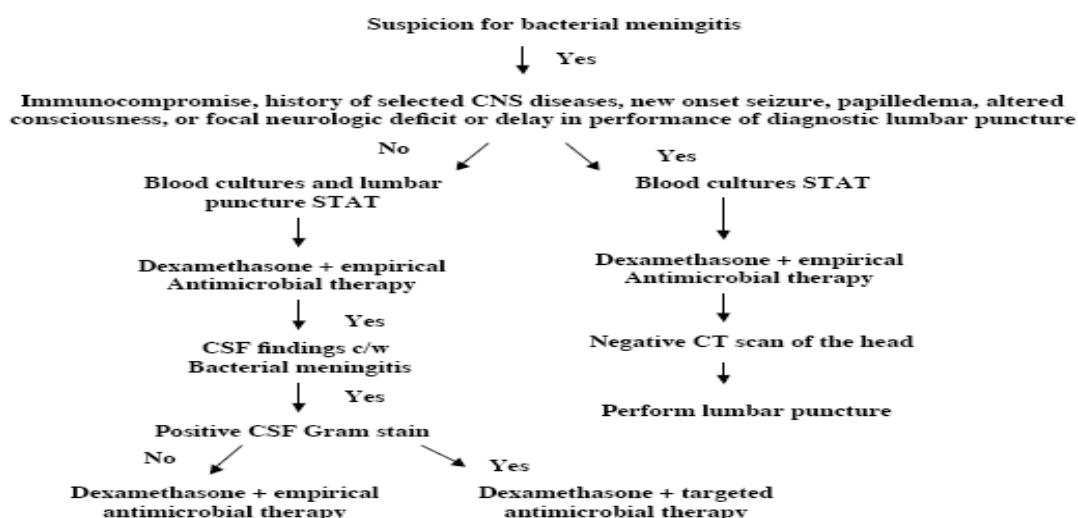 Suspicion for bacterial meningitis
Yes
Immunocompromise, history of selected CNS diseases, new onset seizure, papilledema, altered
consciousness, or focal neurologic deficit or delay in performance of diagnostic lumbar puncture
No
Yes
Blood cultures and lumbar
puncture STAT
Blood cultures STAT
Dexamethasone + empirical
Antimicrobial therapy
Dexamethasone + empirical
Antimicrobial therapy
Yes
CSF findings c/w
Bacterial meningitis
Negative CT scan of the head
Yes
Perform lumbar puncture
Positive CSF Gram stain
No
Yes
Dexamethasone + empirical
antimicrobial therapy
Dexamethasone + targeted
antimicrobial therapy